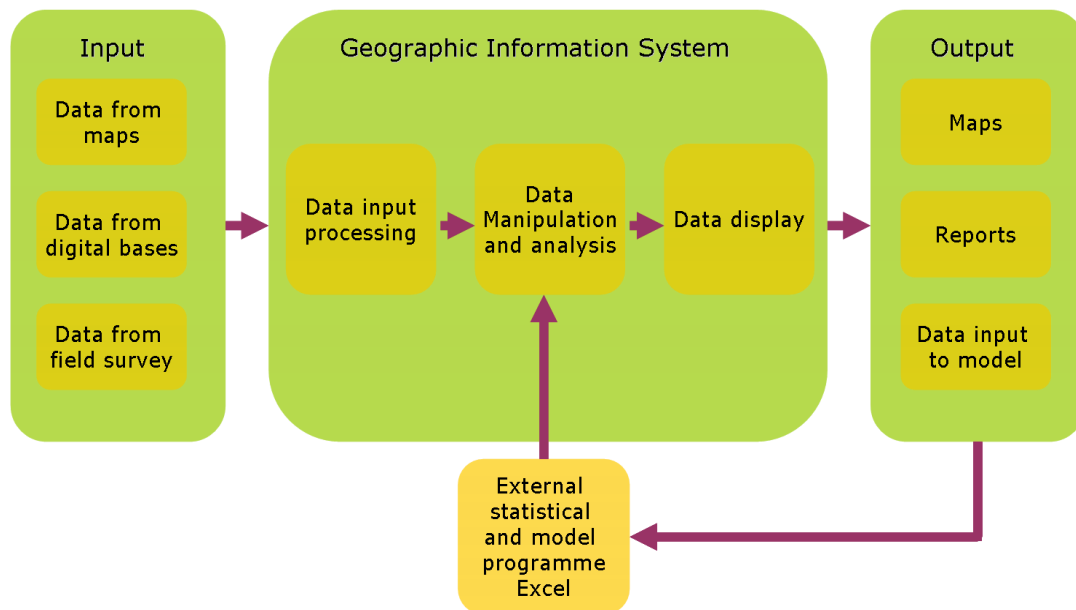 Input
Data from
maps
Data from
digital bases
Data from
field survey
Geographic Information System
Data input
processing
Data
Manipulation
and analysis
Data display
Output
Maps
Reports
Data input
to model
External
statistical
and model
programme
Excel